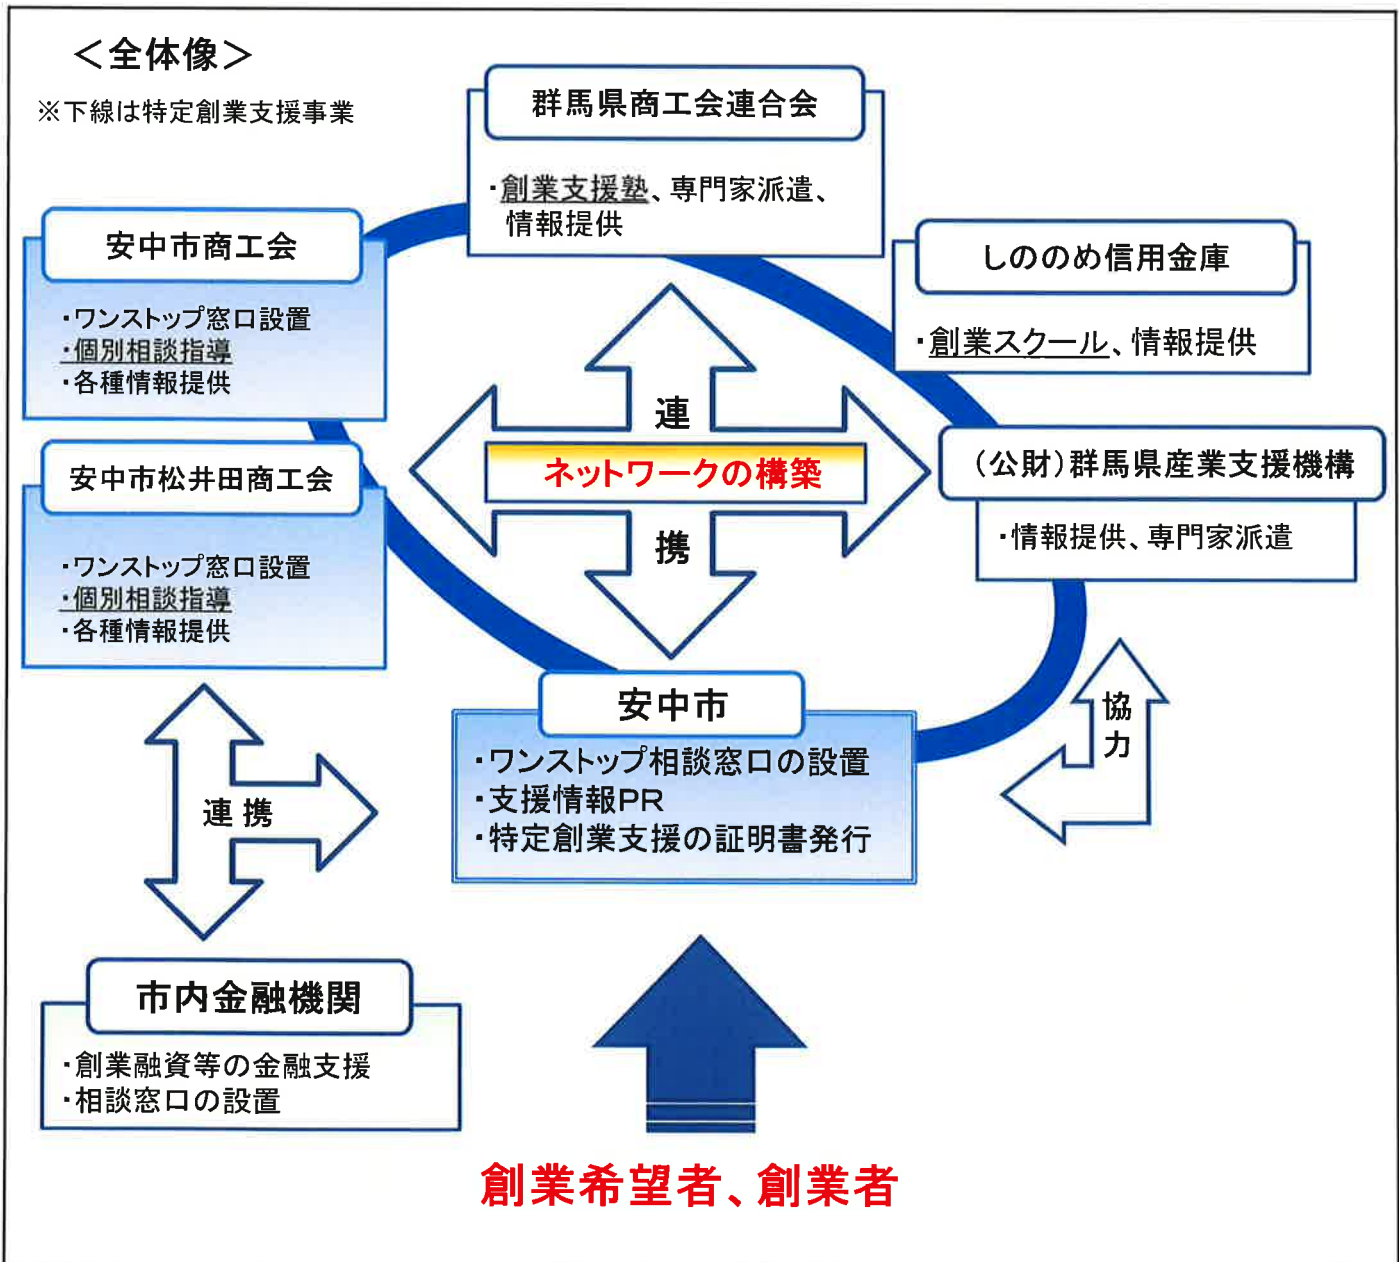 ＜全体像＞
※下線は特定創業支援事業
群馬県商工会連合会
・創業支援塾、専門家派遣、
情報提供
安中市商工会
・ワンストップ窓口設置
・個別相談指導
・各種情報提供
しののめ信用金庫
・創業スクール、情報提供
安中市松井田商工会
・ワンストップ窓口設置
・個別相談指導
・各種情報提供
連
ネットワークの構築
携
（公財）群馬県産業支援機構
・情報提供、専門家派遣
安中市
・ワンストップ相談窓口の設置
・支援情報PR
・特定創業支援の証明書発行
協
力
連 携
市内金融機関
・創業融資等の金融支援
・相談窓口の設置
創業希望者、創業者